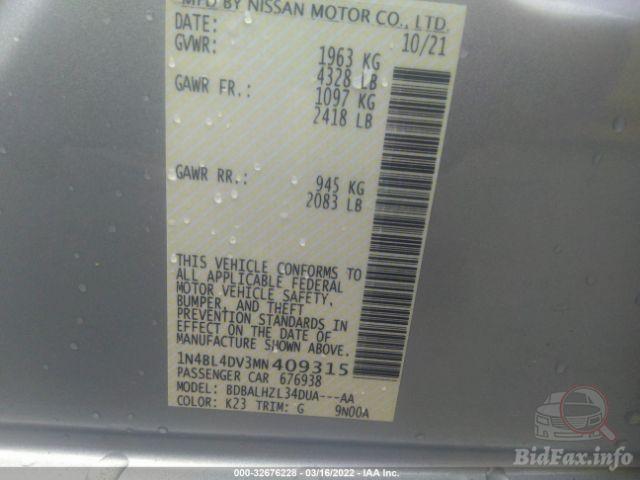 MFD BY NISSAN MOTOR CO., LTD.
DATE: 10/21
GVWR: 1963 KG
4328 LB
GAWR FR.: 1097 KG
2418 LB
GAWR RR.: 945 KG
2083 LB
THIS VEHICLE CONFORMS TO
ALL APPLICABLE FEDERAL
MOTOR VEHICLE SAFETY,
BUMPER, AND THEFT
PREVENTION STANDARDS IN
EFFECT ON THE DATE OF
MANUFACTURE SHOWN ABOVE.
1N4BL4DV3MN409315
PASSENGER CAR 676938
MODEL: BDBALHZL34DUA---AA
COLOR: K23 TRIM: G 9N00A
BidFax.info
000-32676228 - 03/16/2022 - IAA Inc.